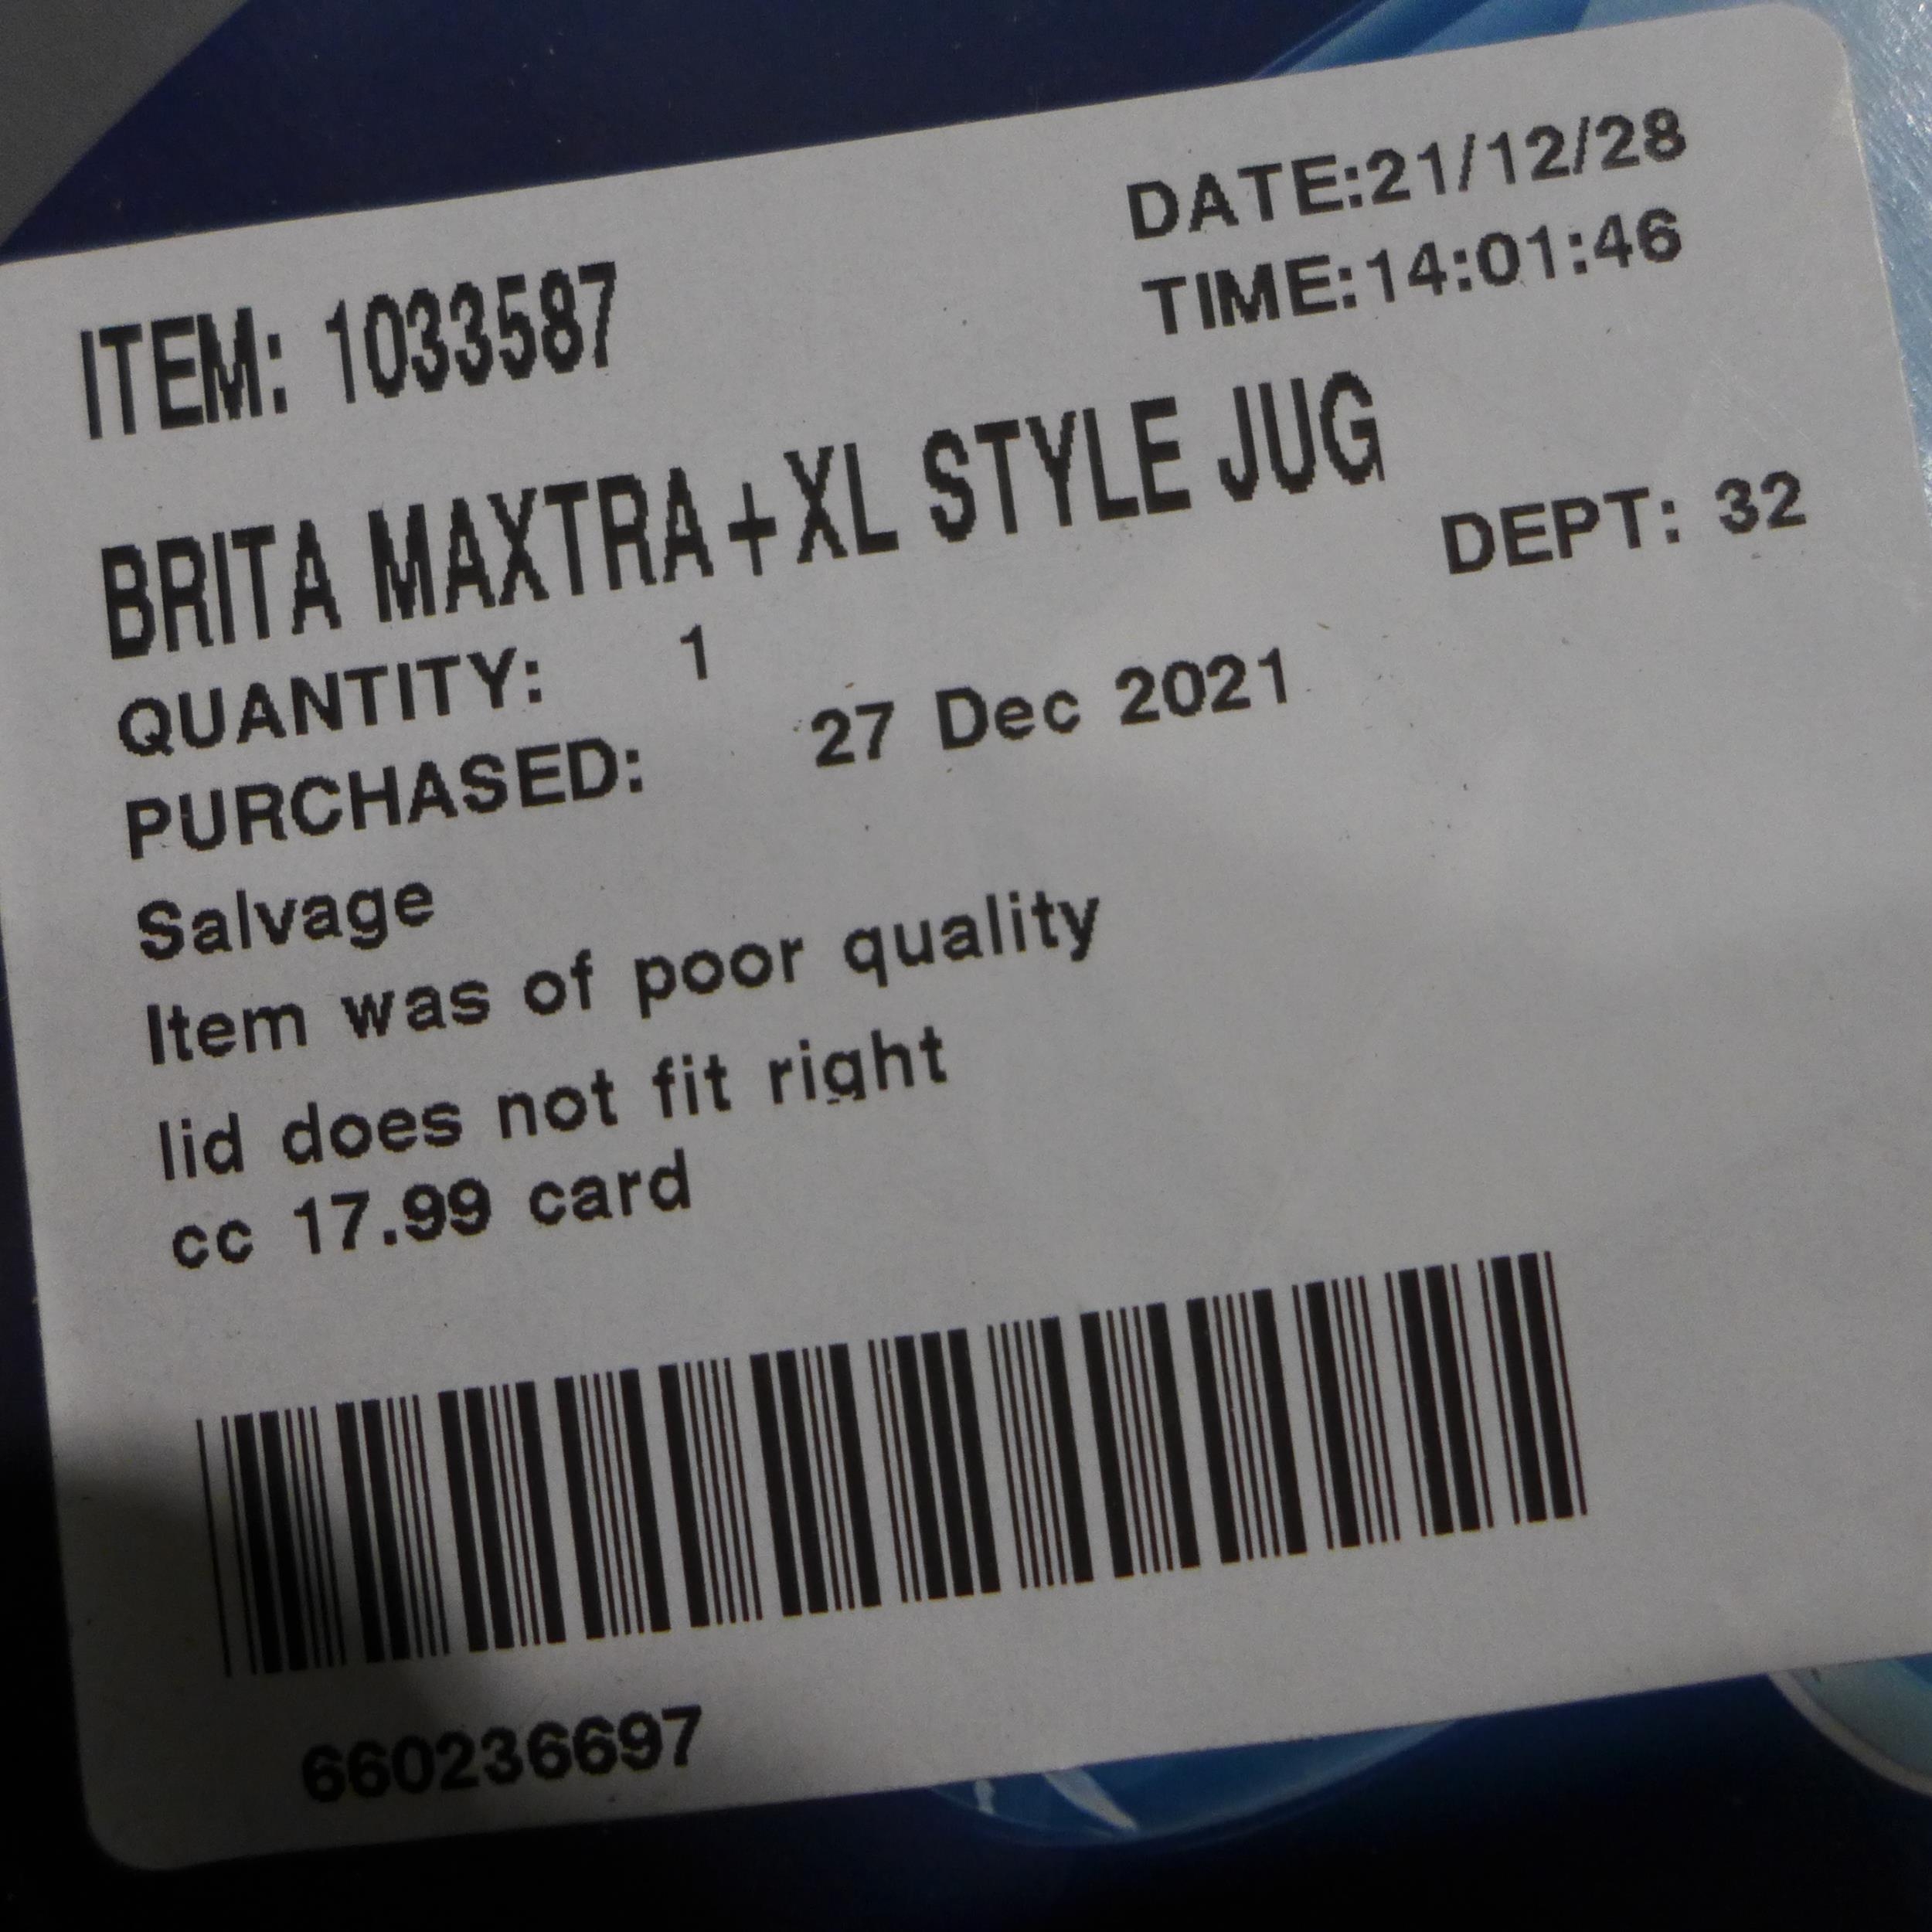 DATE:21/12/28
TIME:14:01:46
ITEM: 1033587
BRITA MAXTRA+XL STYLE JUG
DEPT: 32
QUANTITY: 1
PURCHASED: 27 Dec 2021
Salvage
Item was of poor quality
lid does not fit right
cc 17.99 card
660236697